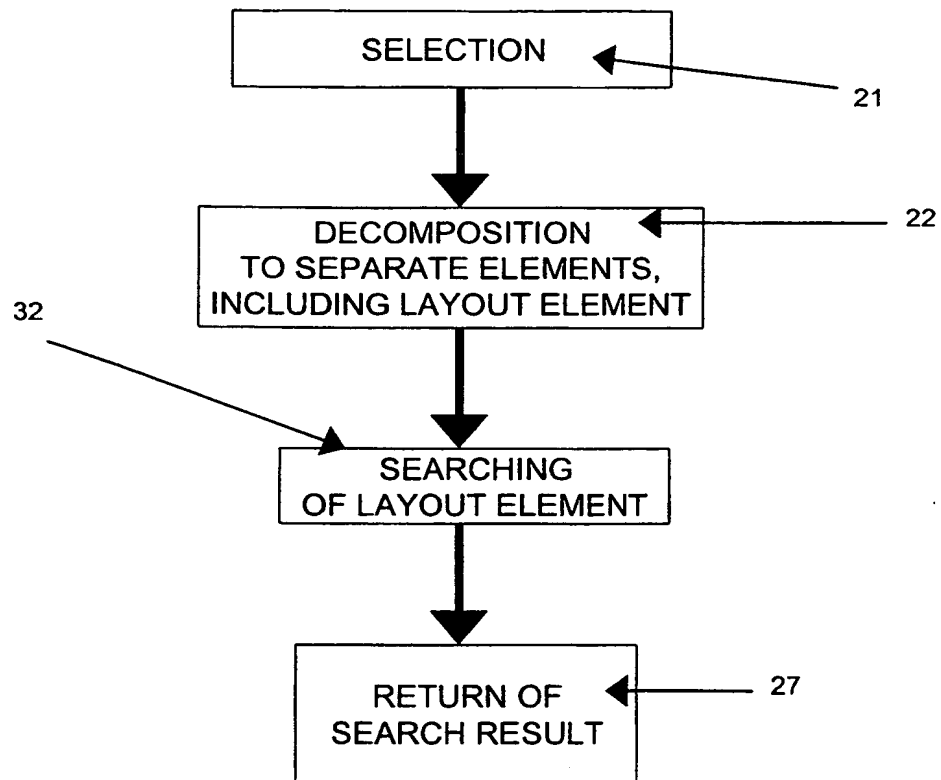 SELECTION
21
DECOMPOSITION
TO SEPARATE ELEMENTS,
INCLUDING LAYOUT ELEMENT
22
32
SEARCHING
OF LAYOUT ELEMENT
RETURN OF
SEARCH RESULT
27